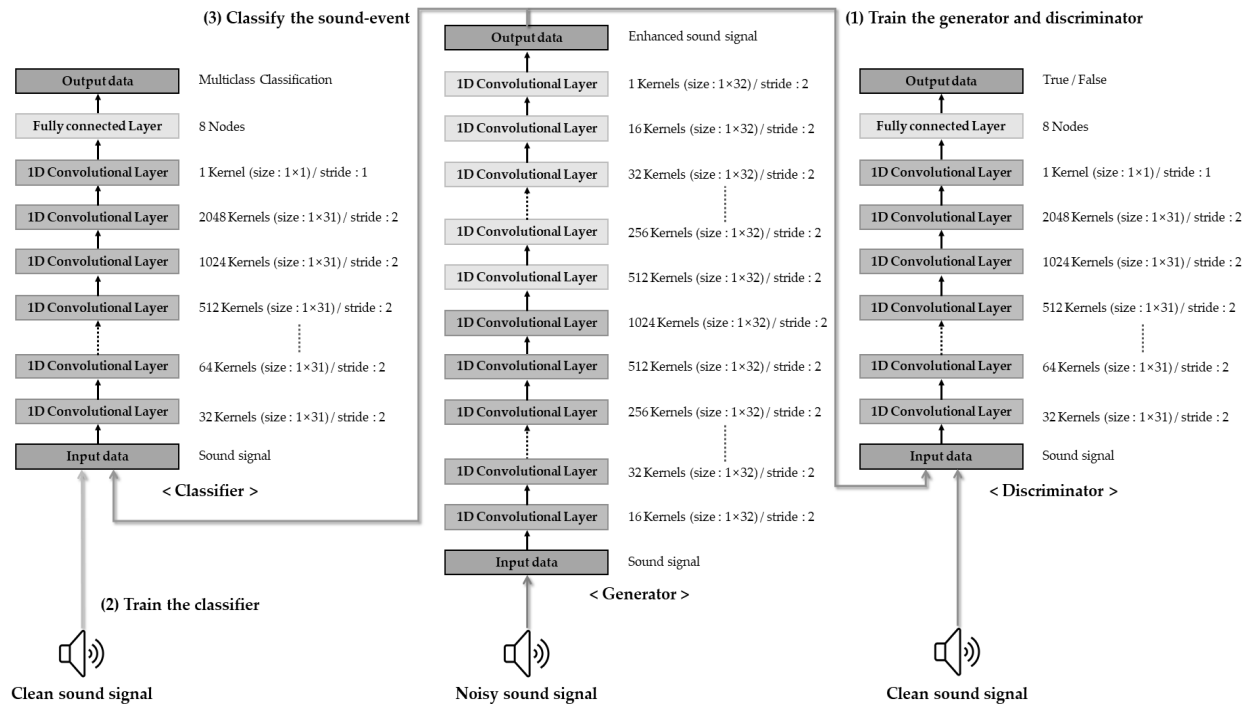 (3) Classify the sound-event
(1) Train the generator and discriminator
Output data Multiclass Classification
Fully connected Layer 8 Nodes
1D Convolutional Layer 1 Kernel (size : 1×1) / stride : 1
1D Convolutional Layer 2048 Kernels (size : 1×31) / stride : 2
1D Convolutional Layer 1024 Kernels (size : 1×31) / stride : 2
1D Convolutional Layer 512 Kernels (size : 1×31) / stride : 2
1D Convolutional Layer 64 Kernels (size : 1×31) / stride : 2
1D Convolutional Layer 32 Kernels (size : 1×31) / stride : 2
Input data Sound signal
< Classifier >
(2) Train the classifier
Clean sound signal
Output data Enhanced sound signal
1D Convolutional Layer 1 Kernels (size : 1×32) / stride : 2
1D Convolutional Layer 16 Kernels (size : 1×32) / stride : 2
1D Convolutional Layer 32 Kernels (size : 1×32) / stride : 2
1D Convolutional Layer 256 Kernels (size : 1×32) / stride : 2
1D Convolutional Layer 512 Kernels (size : 1×32) / stride : 2
1D Convolutional Layer 1024 Kernels (size : 1×32) / stride : 2
1D Convolutional Layer 512 Kernels (size : 1×32) / stride : 2
1D Convolutional Layer 256 Kernels (size : 1×32) / stride : 2
1D Convolutional Layer 32 Kernels (size : 1×32) / stride : 2
1D Convolutional Layer 16 Kernels (size : 1×32) / stride : 2
Input data Sound signal
< Generator >
Noisy sound signal
Output data True / False
Fully connected Layer 8 Nodes
1D Convolutional Layer 1 Kernel (size : 1×1) / stride : 1
1D Convolutional Layer 2048 Kernels (size : 1×31) / stride : 2
1D Convolutional Layer 1024 Kernels (size : 1×31) / stride : 2
1D Convolutional Layer 512 Kernels (size : 1×31) / stride : 2
1D Convolutional Layer 64 Kernels (size : 1×31) / stride : 2
1D Convolutional Layer 32 Kernels (size : 1×31) / stride : 2
Input data Sound signal
< Discriminator >
Clean sound signal